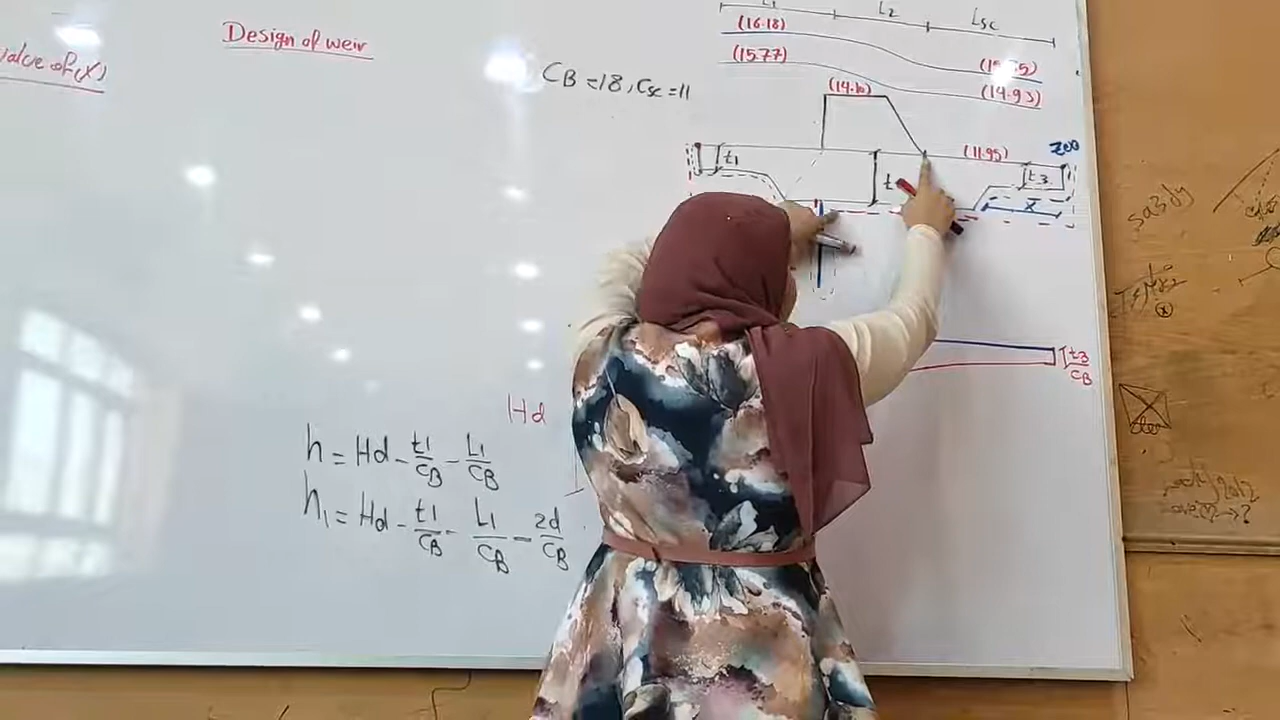 Design of weir
value of (X)
CB = 18, Csc = 11
L1
L2
Lsc
(16.18)
(15.77)
(14.93)
(14.10)
(11.95)
t1
t3
X
t3/CB
Hd
h = Hd - t1/CB - L1/CB
h1 = Hd - t1/CB - L1/CB - 2d/CB